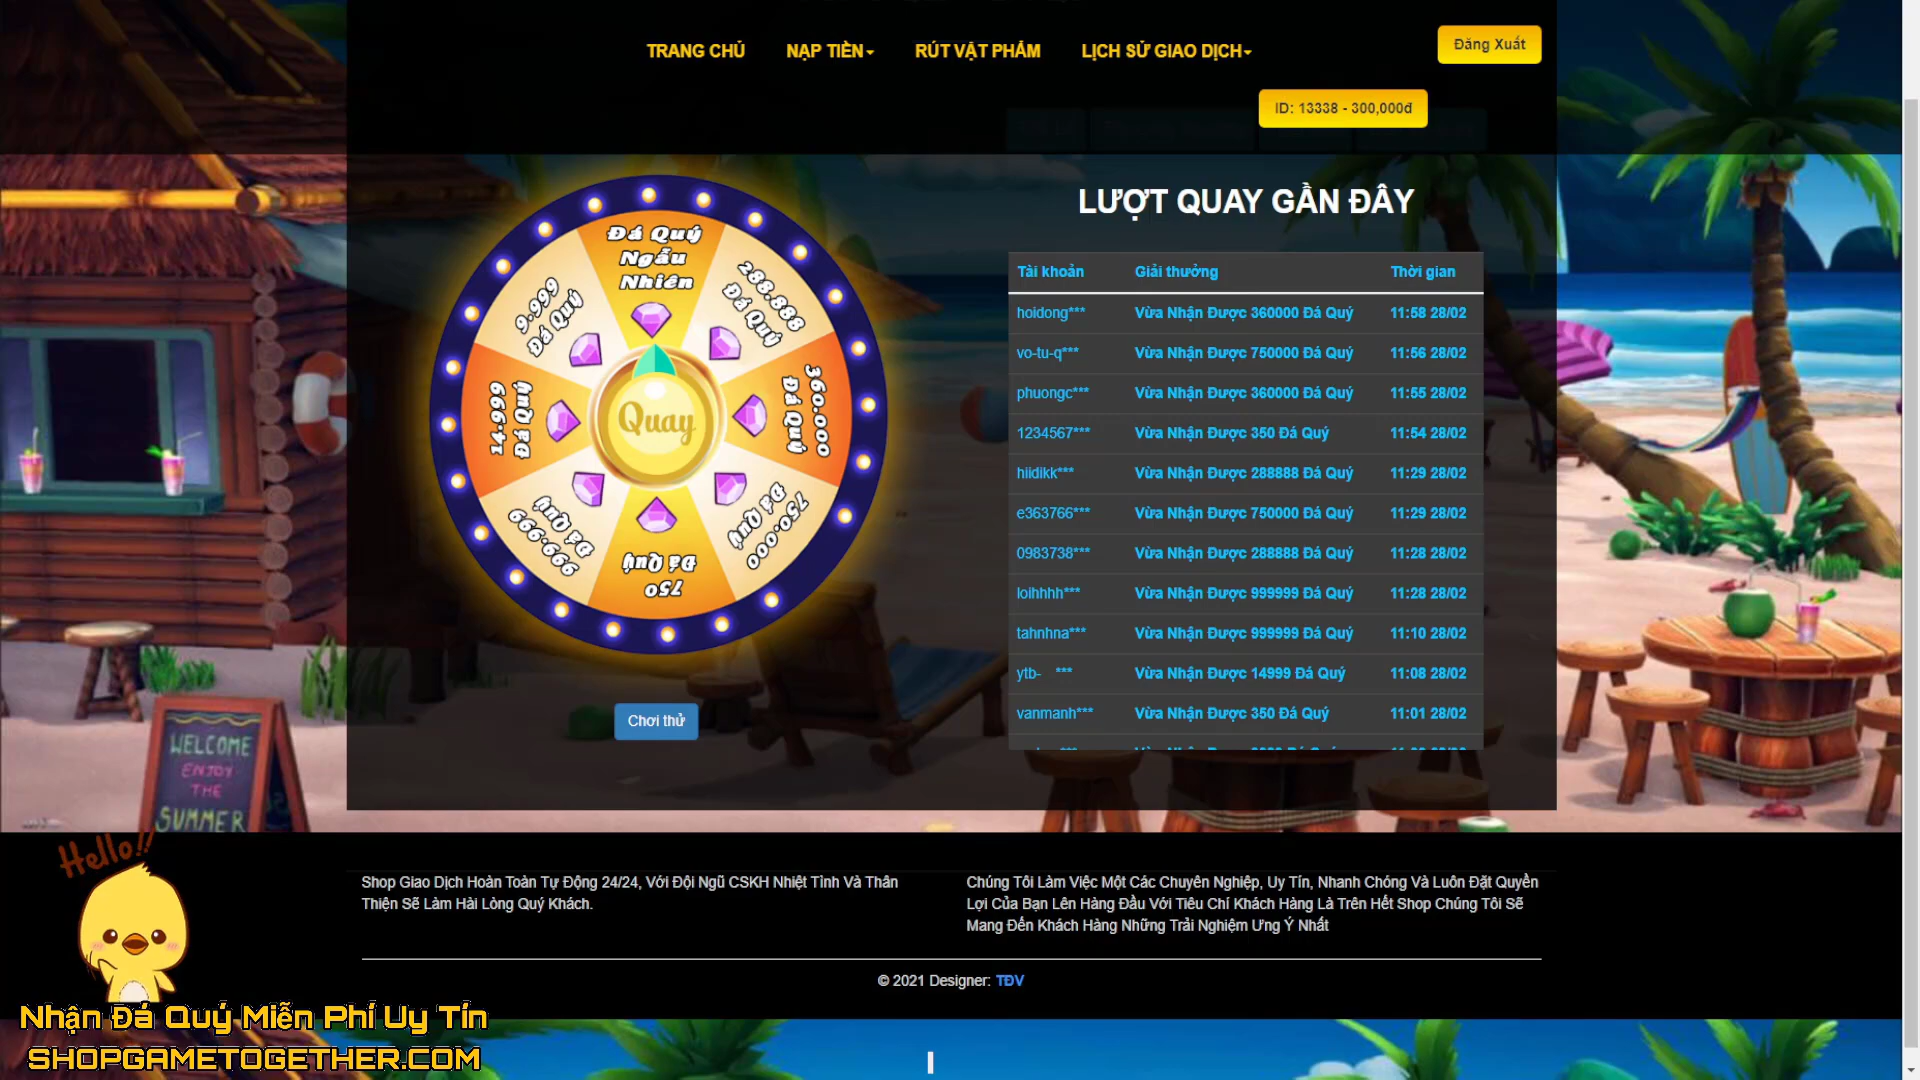 TRANG CHỦ
NẠP TIỀN
RÚT VẬT PHẨM
LỊCH SỬ GIAO DỊCH
Đăng Xuất
ID: 13338 - 300,000đ
Đá Quý
Ngẫu
Nhiên
288.888
Đá Quý
360.000
Đá Quý
750.000
Đá Quý
750
Đá Quý
999.999
Đá Quý
14.999
Đá Quý
9.999
Đá Quý
Quay
Chơi thử
LƯỢT QUAY GẦN ĐÂY
Tài khoản Giải thưởng Thời gian
hoidong*** Vừa Nhận Được 360000 Đá Quý 11:58 28/02
vo-tu-q*** Vừa Nhận Được 750000 Đá Quý 11:56 28/02
phuongc*** Vừa Nhận Được 360000 Đá Quý 11:55 28/02
1234567*** Vừa Nhận Được 350 Đá Quý 11:54 28/02
hiidikk*** Vừa Nhận Được 288888 Đá Quý 11:29 28/02
e363766*** Vừa Nhận Được 750000 Đá Quý 11:29 28/02
0983738*** Vừa Nhận Được 288888 Đá Quý 11:28 28/02
loihhhh*** Vừa Nhận Được 999999 Đá Quý 11:28 28/02
tahnhna*** Vừa Nhận Được 999999 Đá Quý 11:10 28/02
ytb- *** Vừa Nhận Được 14999 Đá Quý 11:08 28/02
vanmanh*** Vừa Nhận Được 350 Đá Quý 11:01 28/02
WELCOME
ENJOY
THE
SUMMER
Hello!!
Shop Giao Dịch Hoàn Toàn Tự Động 24/24, Với Đội Ngũ CSKH Nhiệt Tình Và Thân
Thiện Sẽ Làm Hài Lòng Quý Khách.
Chúng Tôi Làm Việc Một Các Chuyên Nghiệp, Uy Tín, Nhanh Chóng Và Luôn Đặt Quyền
Lợi Của Bạn Lên Hàng Đầu Với Tiêu Chí Khách Hàng Là Trên Hết Shop Chúng Tôi Sẽ
Mang Đến Khách Hàng Những Trải Nghiệm Ưng Ý Nhất
© 2021 Designer: TĐV
Nhận Đá Quý Miễn Phí Uy Tín
SHOPGAMETOGETHER.COM